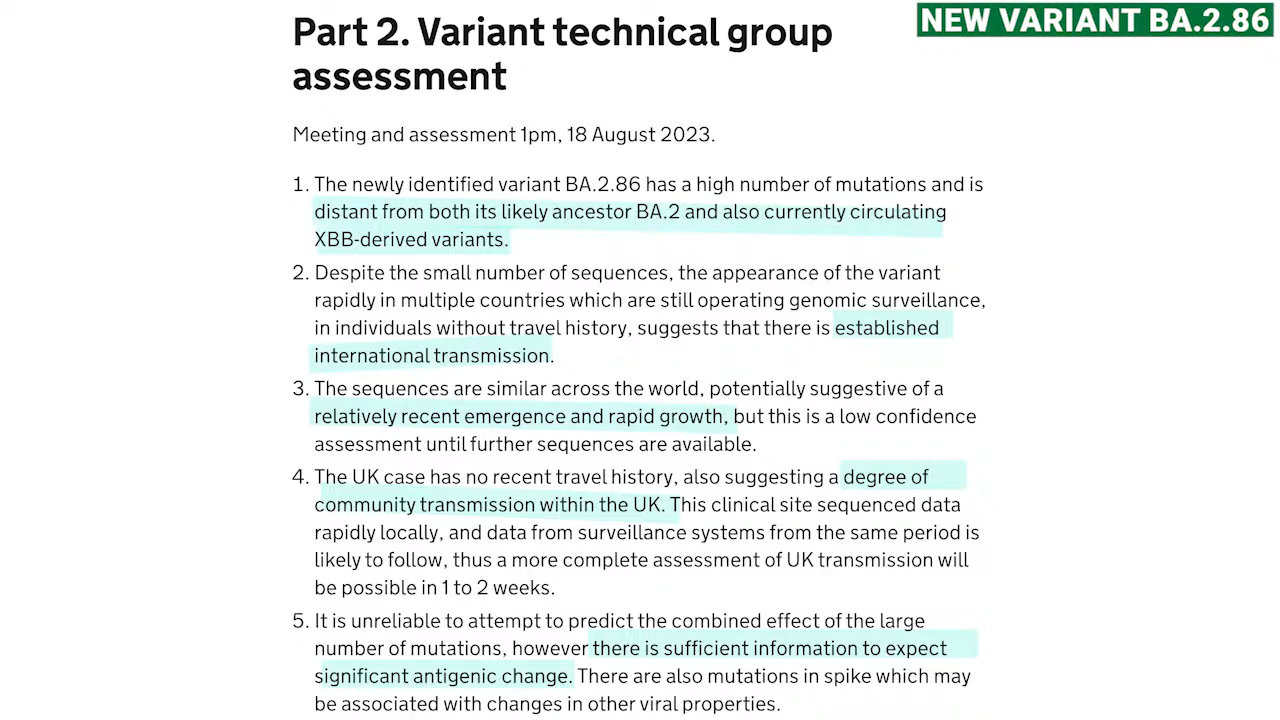 NEW VARIANT BA.2.86
Part 2. Variant technical group
assessment
Meeting and assessment 1pm, 18 August 2023.
1. The newly identified variant BA.2.86 has a high number of mutations and is
distant from both its likely ancestor BA.2 and also currently circulating
XBB-derived variants.
2. Despite the small number of sequences, the appearance of the variant
rapidly in multiple countries which are still operating genomic surveillance,
in individuals without travel history, suggests that there is established
international transmission.
3. The sequences are similar across the world, potentially suggestive of a
relatively recent emergence and rapid growth, but this is a low confidence
assessment until further sequences are available.
4. The UK case has no recent travel history, also suggesting a degree of
community transmission within the UK. This clinical site sequenced data
rapidly locally, and data from surveillance systems from the same period is
likely to follow, thus a more complete assessment of UK transmission will
be possible in 1 to 2 weeks.
5. It is unreliable to attempt to predict the combined effect of the large
number of mutations, however there is sufficient information to expect
significant antigenic change. There are also mutations in spike which may
be associated with changes in other viral properties.